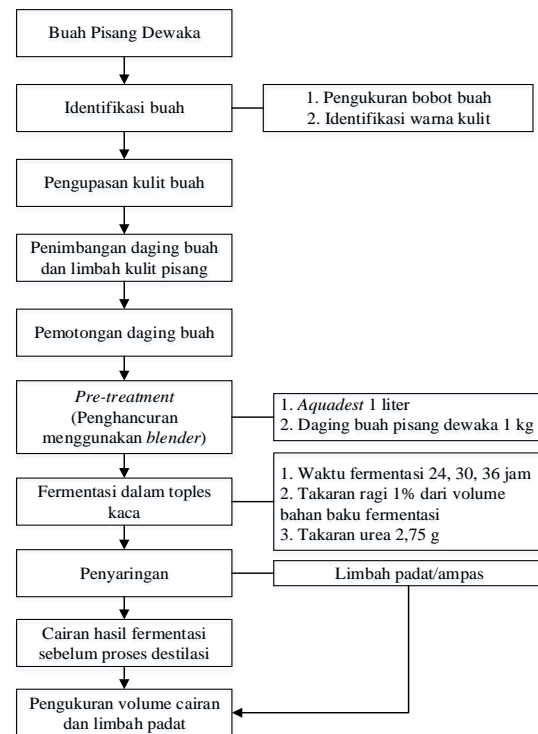 Buah Pisang Dewaka
Identifikasi buah
1. Pengukuran bobot buah
2. Identifikasi warna kulit
Pengupasan kulit buah
Penimbangan daging buah
dan limbah kulit pisang
Pemotongan daging buah
Pre-treatment
(Penghancuran
menggunakan blender)
1. Aquadest 1 liter
2. Daging buah pisang dewaka 1 kg
Fermentasi dalam toples
kaca
1. Waktu fermentasi 24, 30, 36 jam
2. Takaran ragi 1% dari volume
bahan baku fermentasi
3. Takaran urea 2,75 g
Penyaringan
Limbah padat/ampas
Cairan hasil fermentasi
sebelum proses destilasi
Pengukuran volume cairan
dan limbah padat